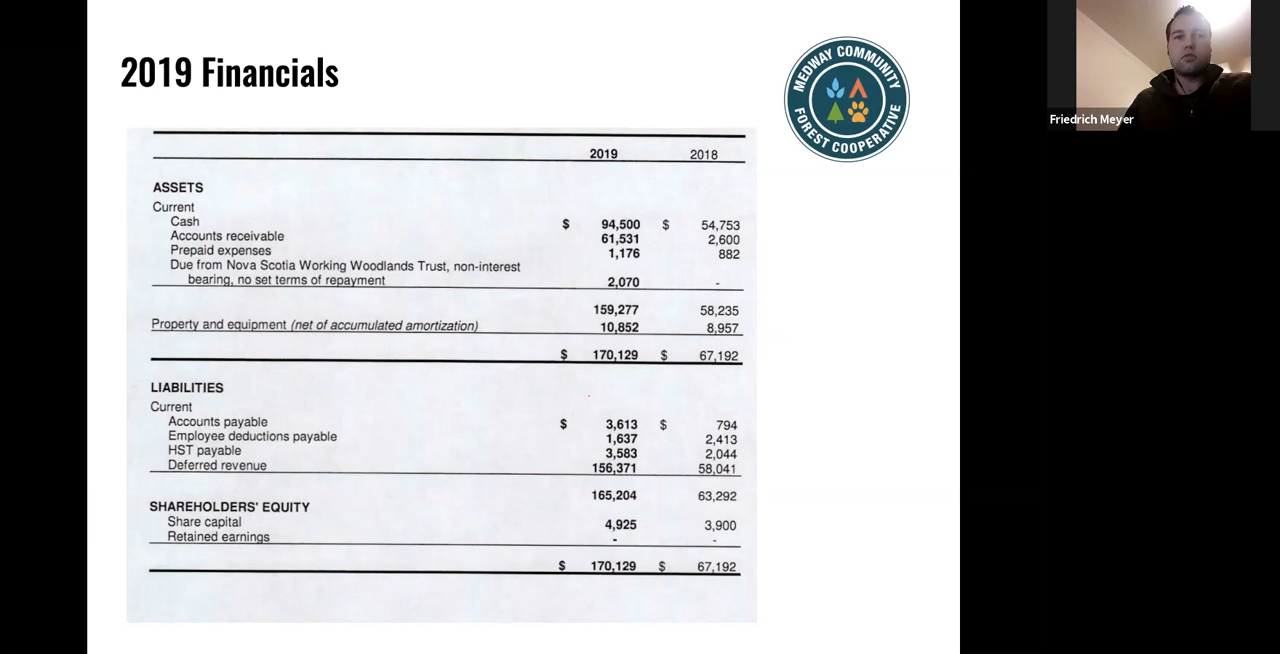 2019 Financials
MEDWAY COMMUNITY
FOREST COOPERATIVE
Friedrich Meyer
2019 2018
ASSETS
Current
Cash $ 94,500 $ 54,753
Accounts receivable 61,531 2,600
Prepaid expenses 1,176 882
Due from Nova Scotia Working Woodlands Trust, non-interest
bearing, no set terms of repayment 2,070 -
159,277 58,235
Property and equipment (net of accumulated amortization) 10,852 8,957
$ 170,129 $ 67,192
LIABILITIES
Current
Accounts payable $ 3,613 $ 794
Employee deductions payable 1,637 2,413
HST payable 3,583 2,044
Deferred revenue 156,371 58,041
165,204 63,292
SHAREHOLDERS' EQUITY
Share capital 4,925 3,900
Retained earnings - -
$ 170,129 $ 67,192